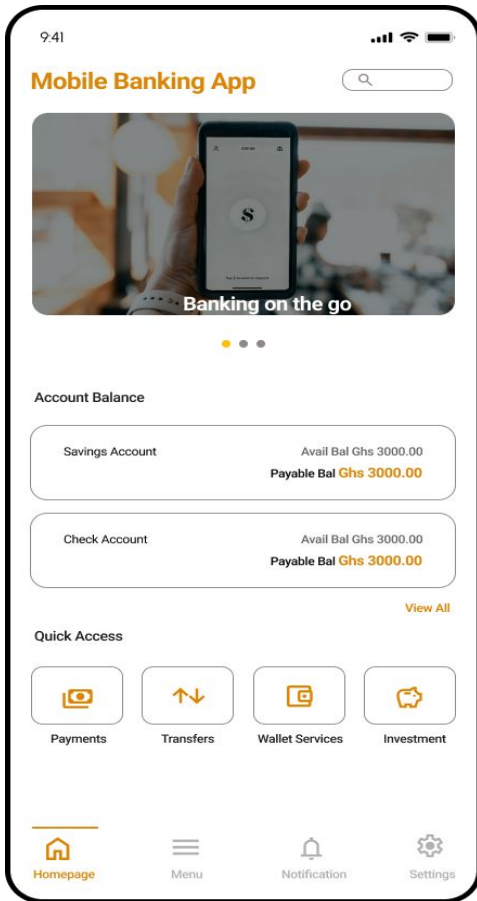 9:41
Mobile Banking App
Banking on the go
Account Balance
Savings Account
Avail Bal Ghs 3000.00
Payable Bal Ghs 3000.00
Check Account
Avail Bal Ghs 3000.00
Payable Bal Ghs 3000.00
View All
Quick Access
Payments Transfers Wallet Services Investment
Homepage Menu Notification Settings